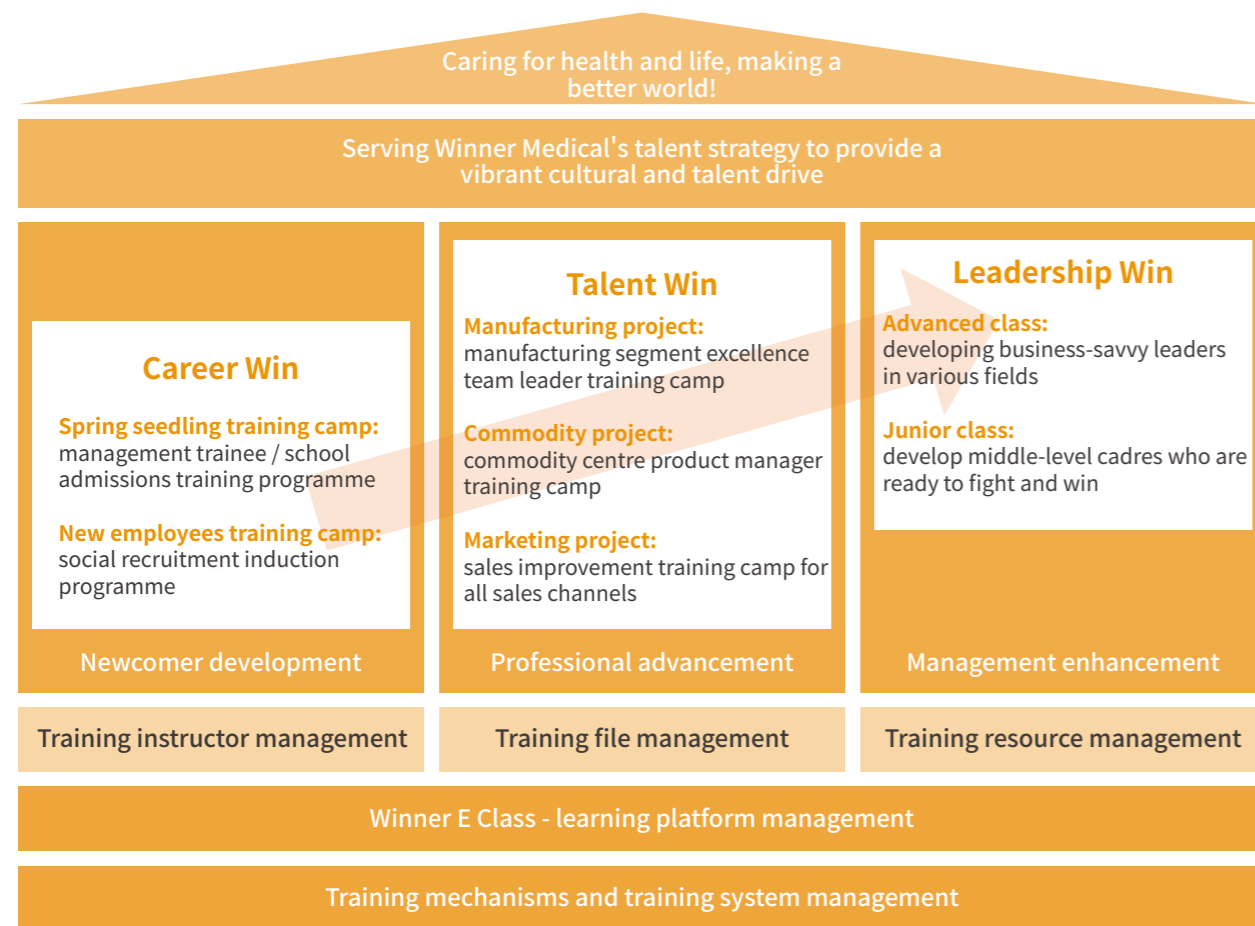 Caring for health and life, making a
better world!
Serving Winner Medical's talent strategy to provide a
vibrant cultural and talent drive
Career Win
Spring seedling training camp:
management trainee / school
admissions training programme
New employees training camp:
social recruitment induction
programme
Newcomer development
Talent Win
Manufacturing project:
manufacturing segment excellence
team leader training camp
Commodity project:
commodity centre product manager
training camp
Marketing project:
sales improvement training camp for
all sales channels
Professional advancement
Leadership Win
Advanced class:
developing business-savvy leaders
in various fields
Junior class:
develop middle-level cadres who are
ready to fight and win
Management enhancement
Training instructor management
Training file management
Training resource management
Winner E Class - learning platform management
Training mechanisms and training system management